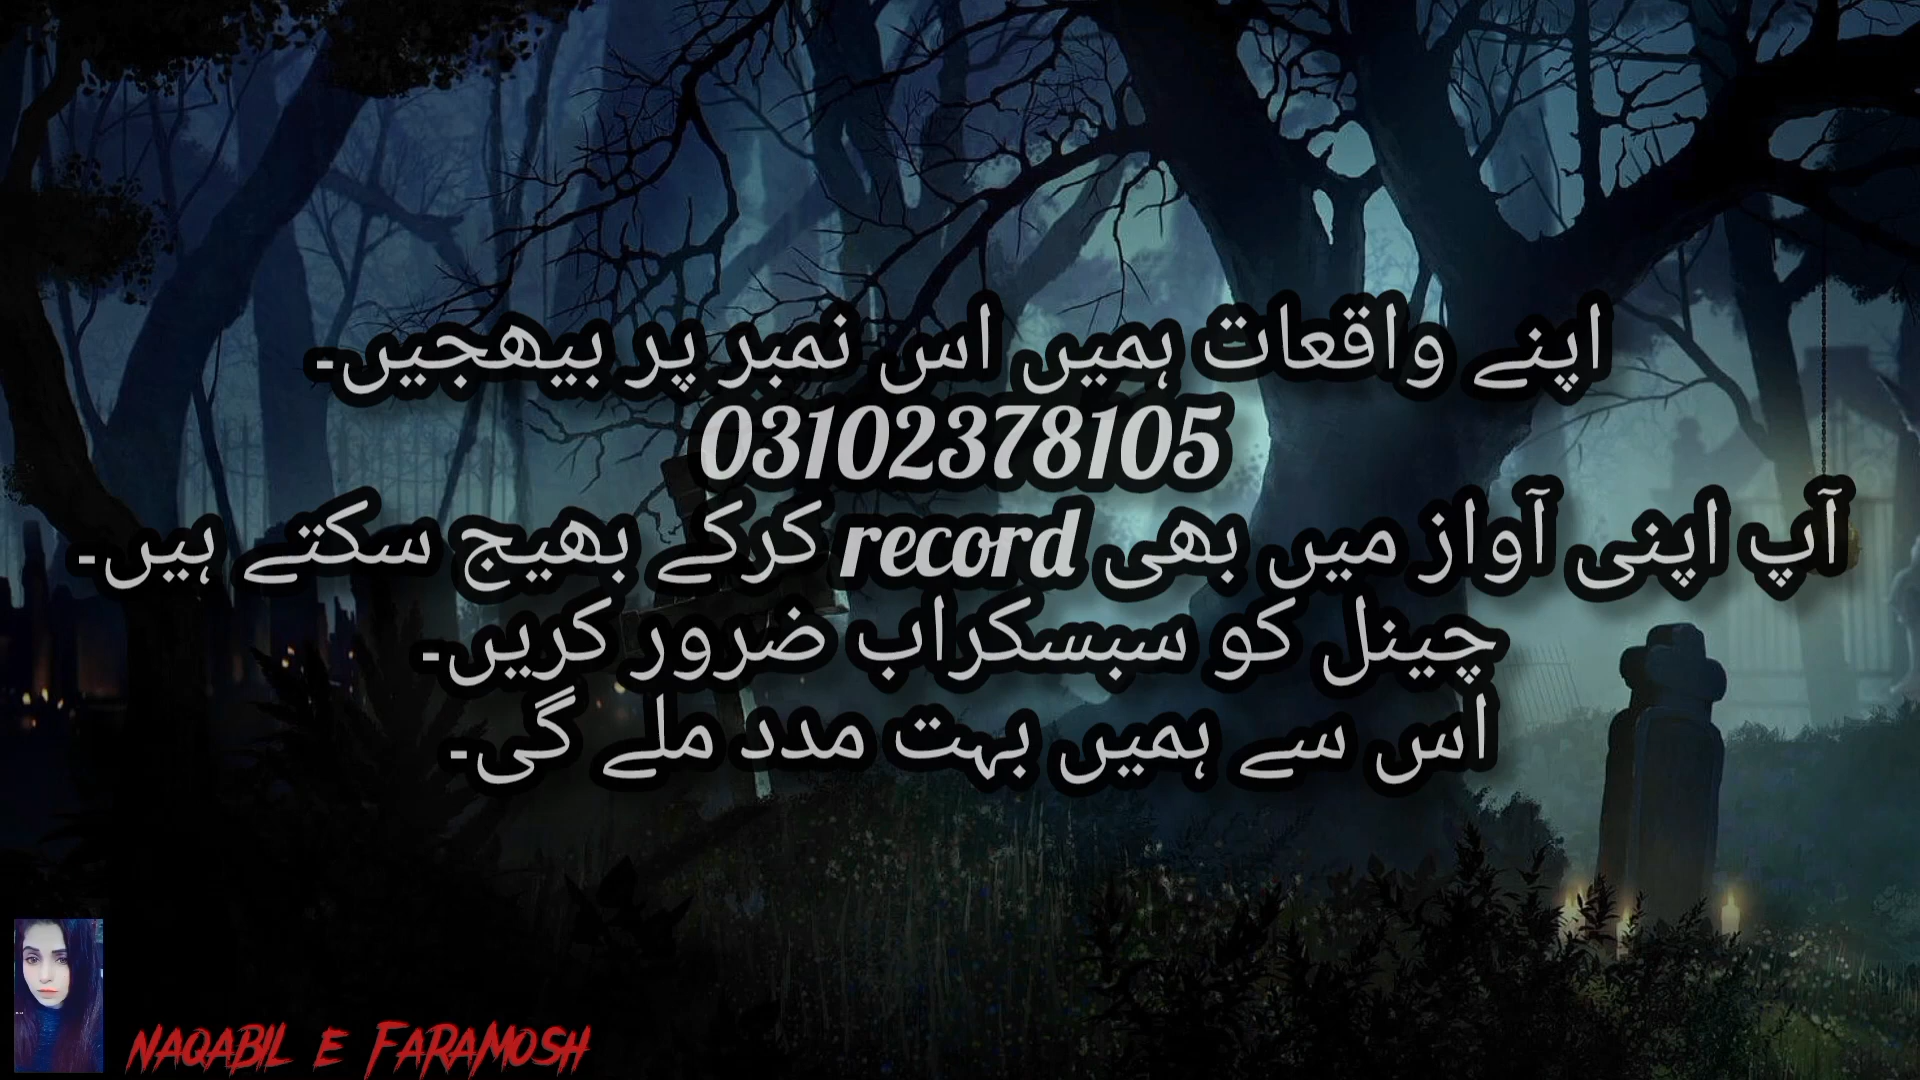 اپنے واقعات ہمیں اس نمبر پر بیھجیں۔
03102378105
آپ اپنی آواز میں بھی record کرکے بھیج سکتے ہیں۔
چینل کو سبسکراب ضرور کریں۔
اس سے ہمیں بہت مدد ملے گی۔
NAQABIL E FARAMOSH